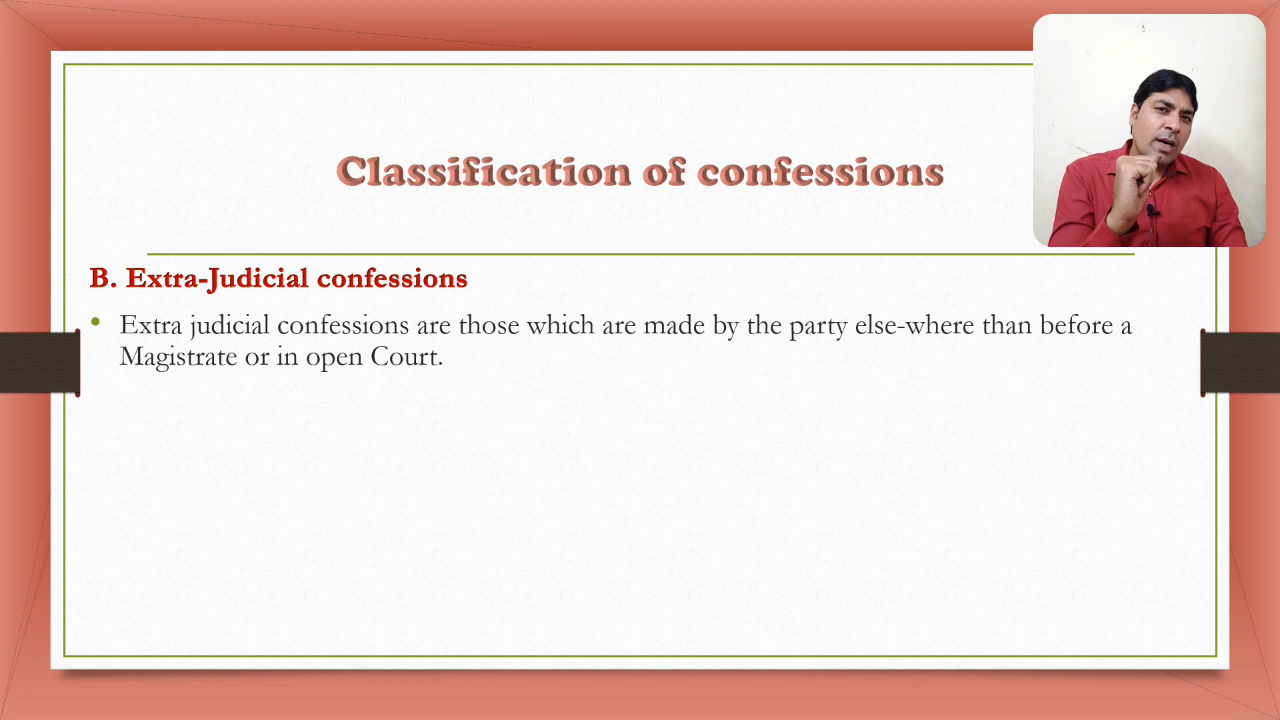 Classification of confessions
B. Extra-Judicial confessions
• Extra judicial confessions are those which are made by the party else-where than before a
Magistrate or in open Court.